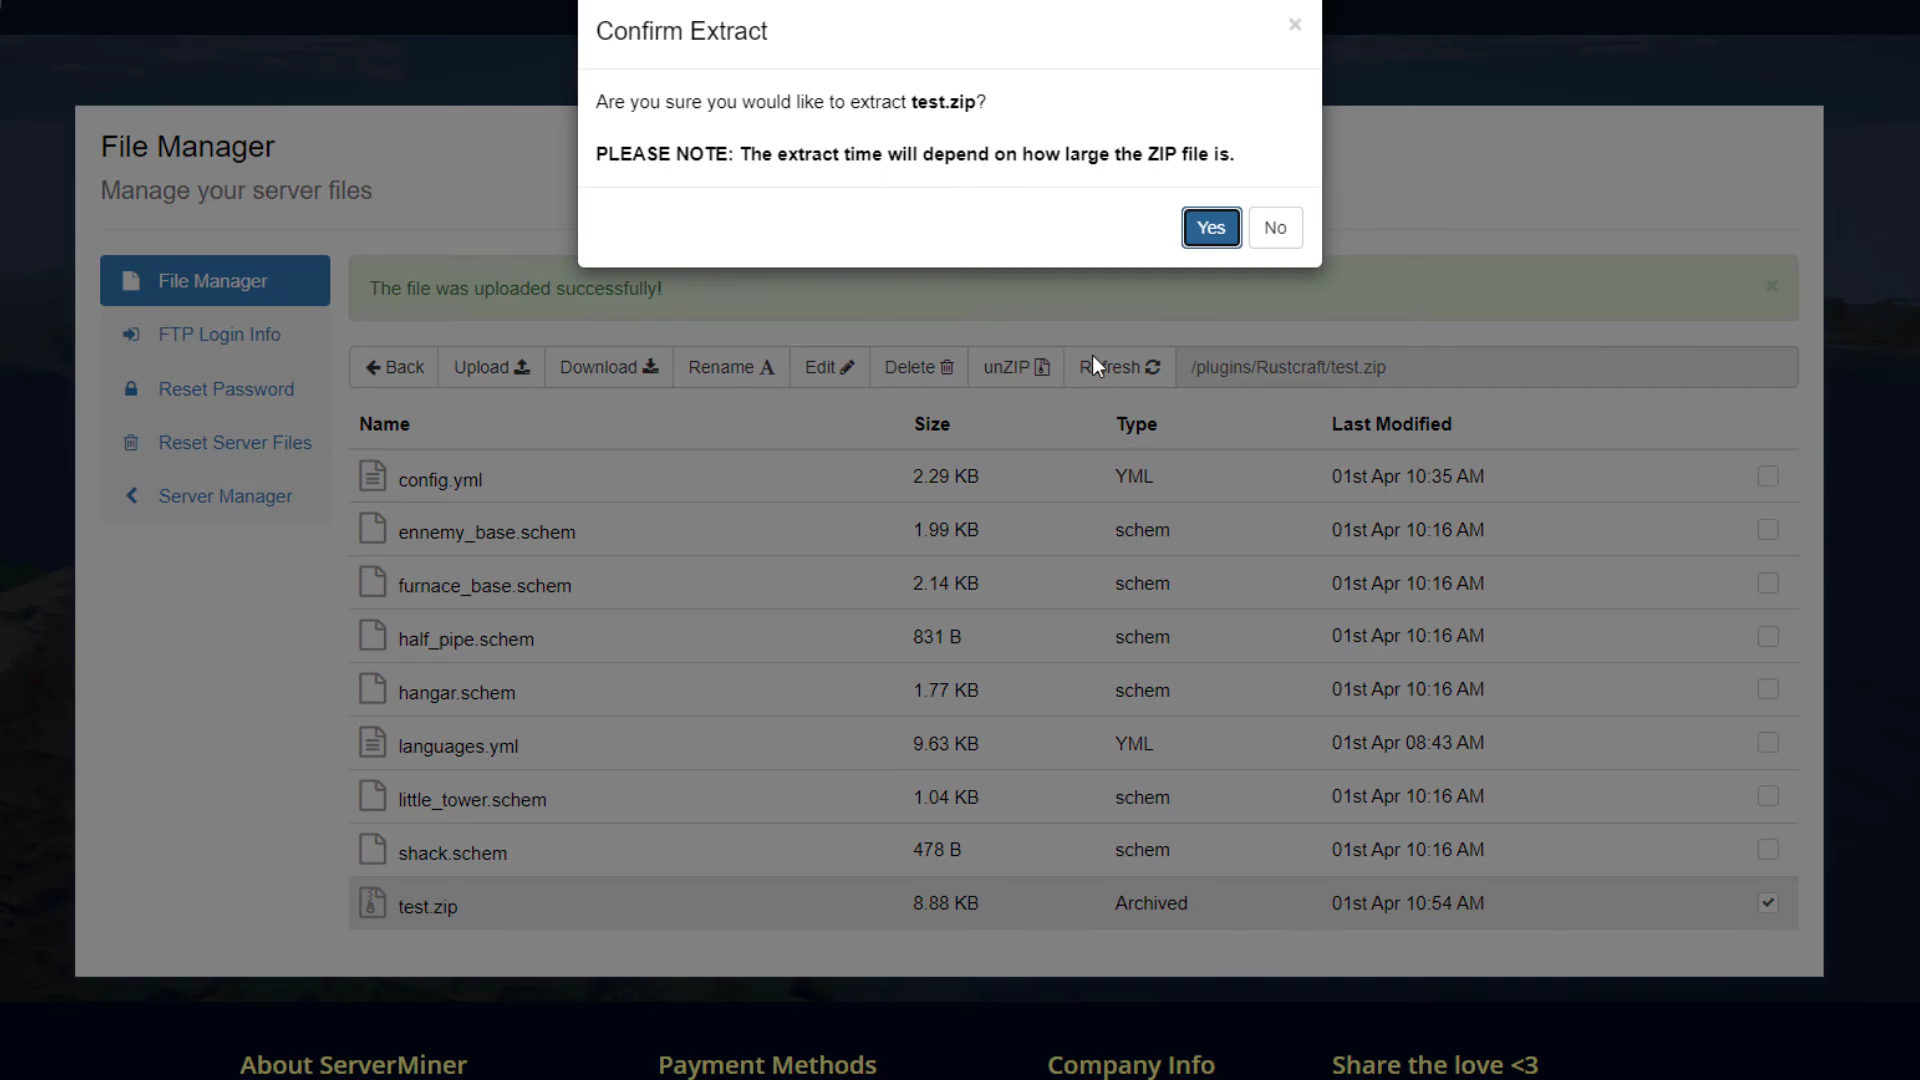 Confirm Extract
×
Are you sure you would like to extract test.zip?
PLEASE NOTE: The extract time will depend on how large the ZIP file is.
Yes No
File Manager
Manage your server files
File Manager
FTP Login Info
Reset Password
Reset Server Files
Server Manager
The file was uploaded successfully!
×
Back Upload Download Rename Edit Delete unZIP Refresh /plugins/Rustcraft/test.zip
Name Size Type Last Modified
config.yml 2.29 KB YML 01st Apr 10:35 AM
ennemy_base.schem 1.99 KB schem 01st Apr 10:16 AM
furnace_base.schem 2.14 KB schem 01st Apr 10:16 AM
half_pipe.schem 831 B schem 01st Apr 10:16 AM
hangar.schem 1.77 KB schem 01st Apr 10:16 AM
languages.yml 9.63 KB YML 01st Apr 08:43 AM
little_tower.schem 1.04 KB schem 01st Apr 10:16 AM
shack.schem 478 B schem 01st Apr 10:16 AM
test.zip 8.88 KB Archived 01st Apr 10:54 AM
About ServerMiner Payment Methods Company Info Share the love <3